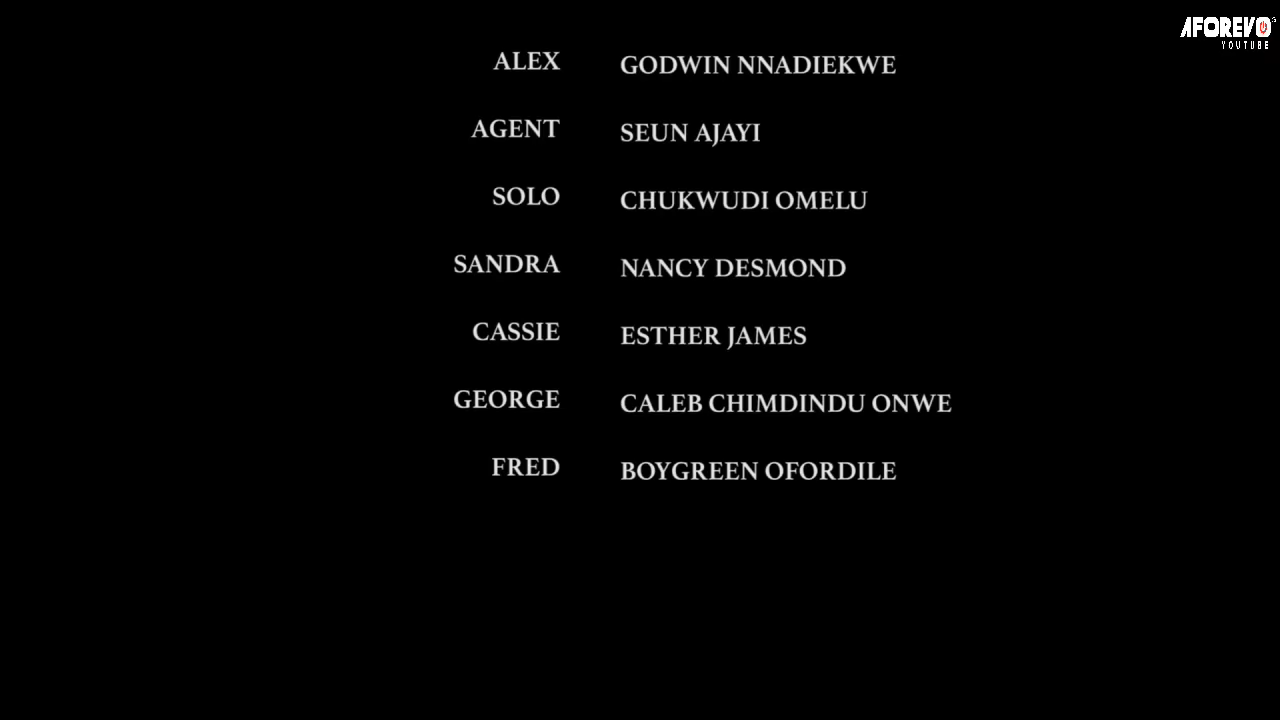 AFOREVO
YOUTUBE
ALEX GODWIN NNADIEKWE
AGENT SEUN AJAYI
SOLO CHUKWUDI OMELU
SANDRA NANCY DESMOND
CASSIE ESTHER JAMES
GEORGE CALEB CHIMDINDU ONWE
FRED BOYGREEN OFORDILE